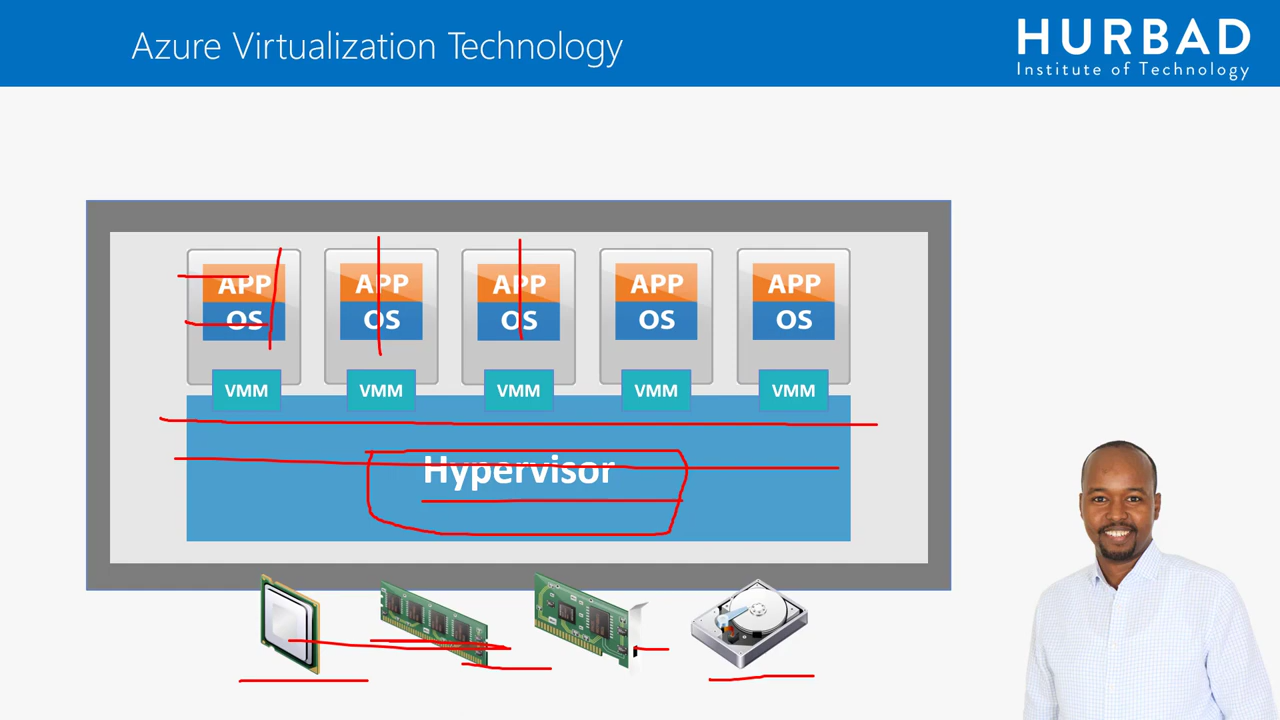 Azure Virtualization Technology
HURBAD
Institute of Technology
APP APP APP APP APP
OS OS OS OS OS
VMM VMM VMM VMM VMM
Hypervisor